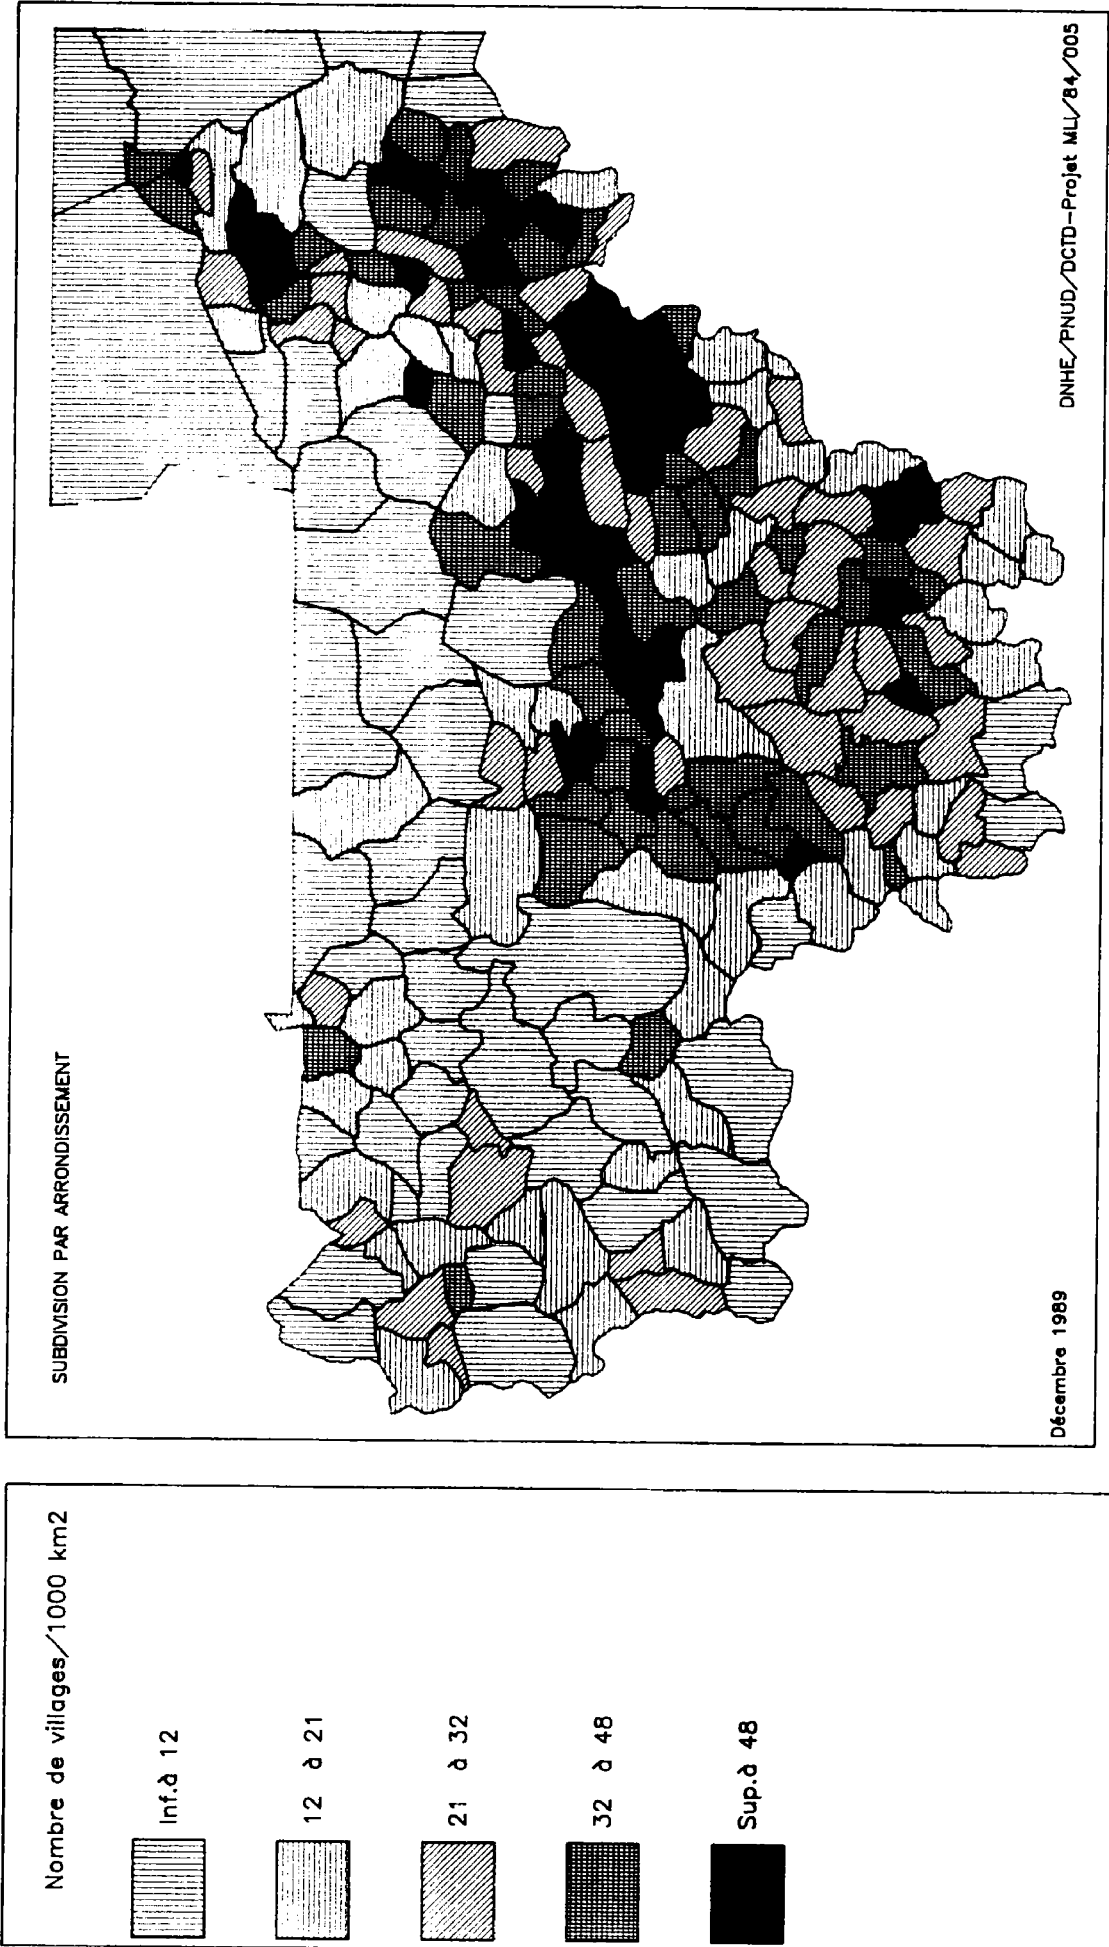 SUBDIVISION PAR ARRONDISSEMENT
Décembre 1989
DNHE/PNUD/DCTD-Projet MLI/84/005
Nombre de villages/1000 km2
Inf.à 12
12 à 21
21 à 32
32 à 48
Sup.à 48